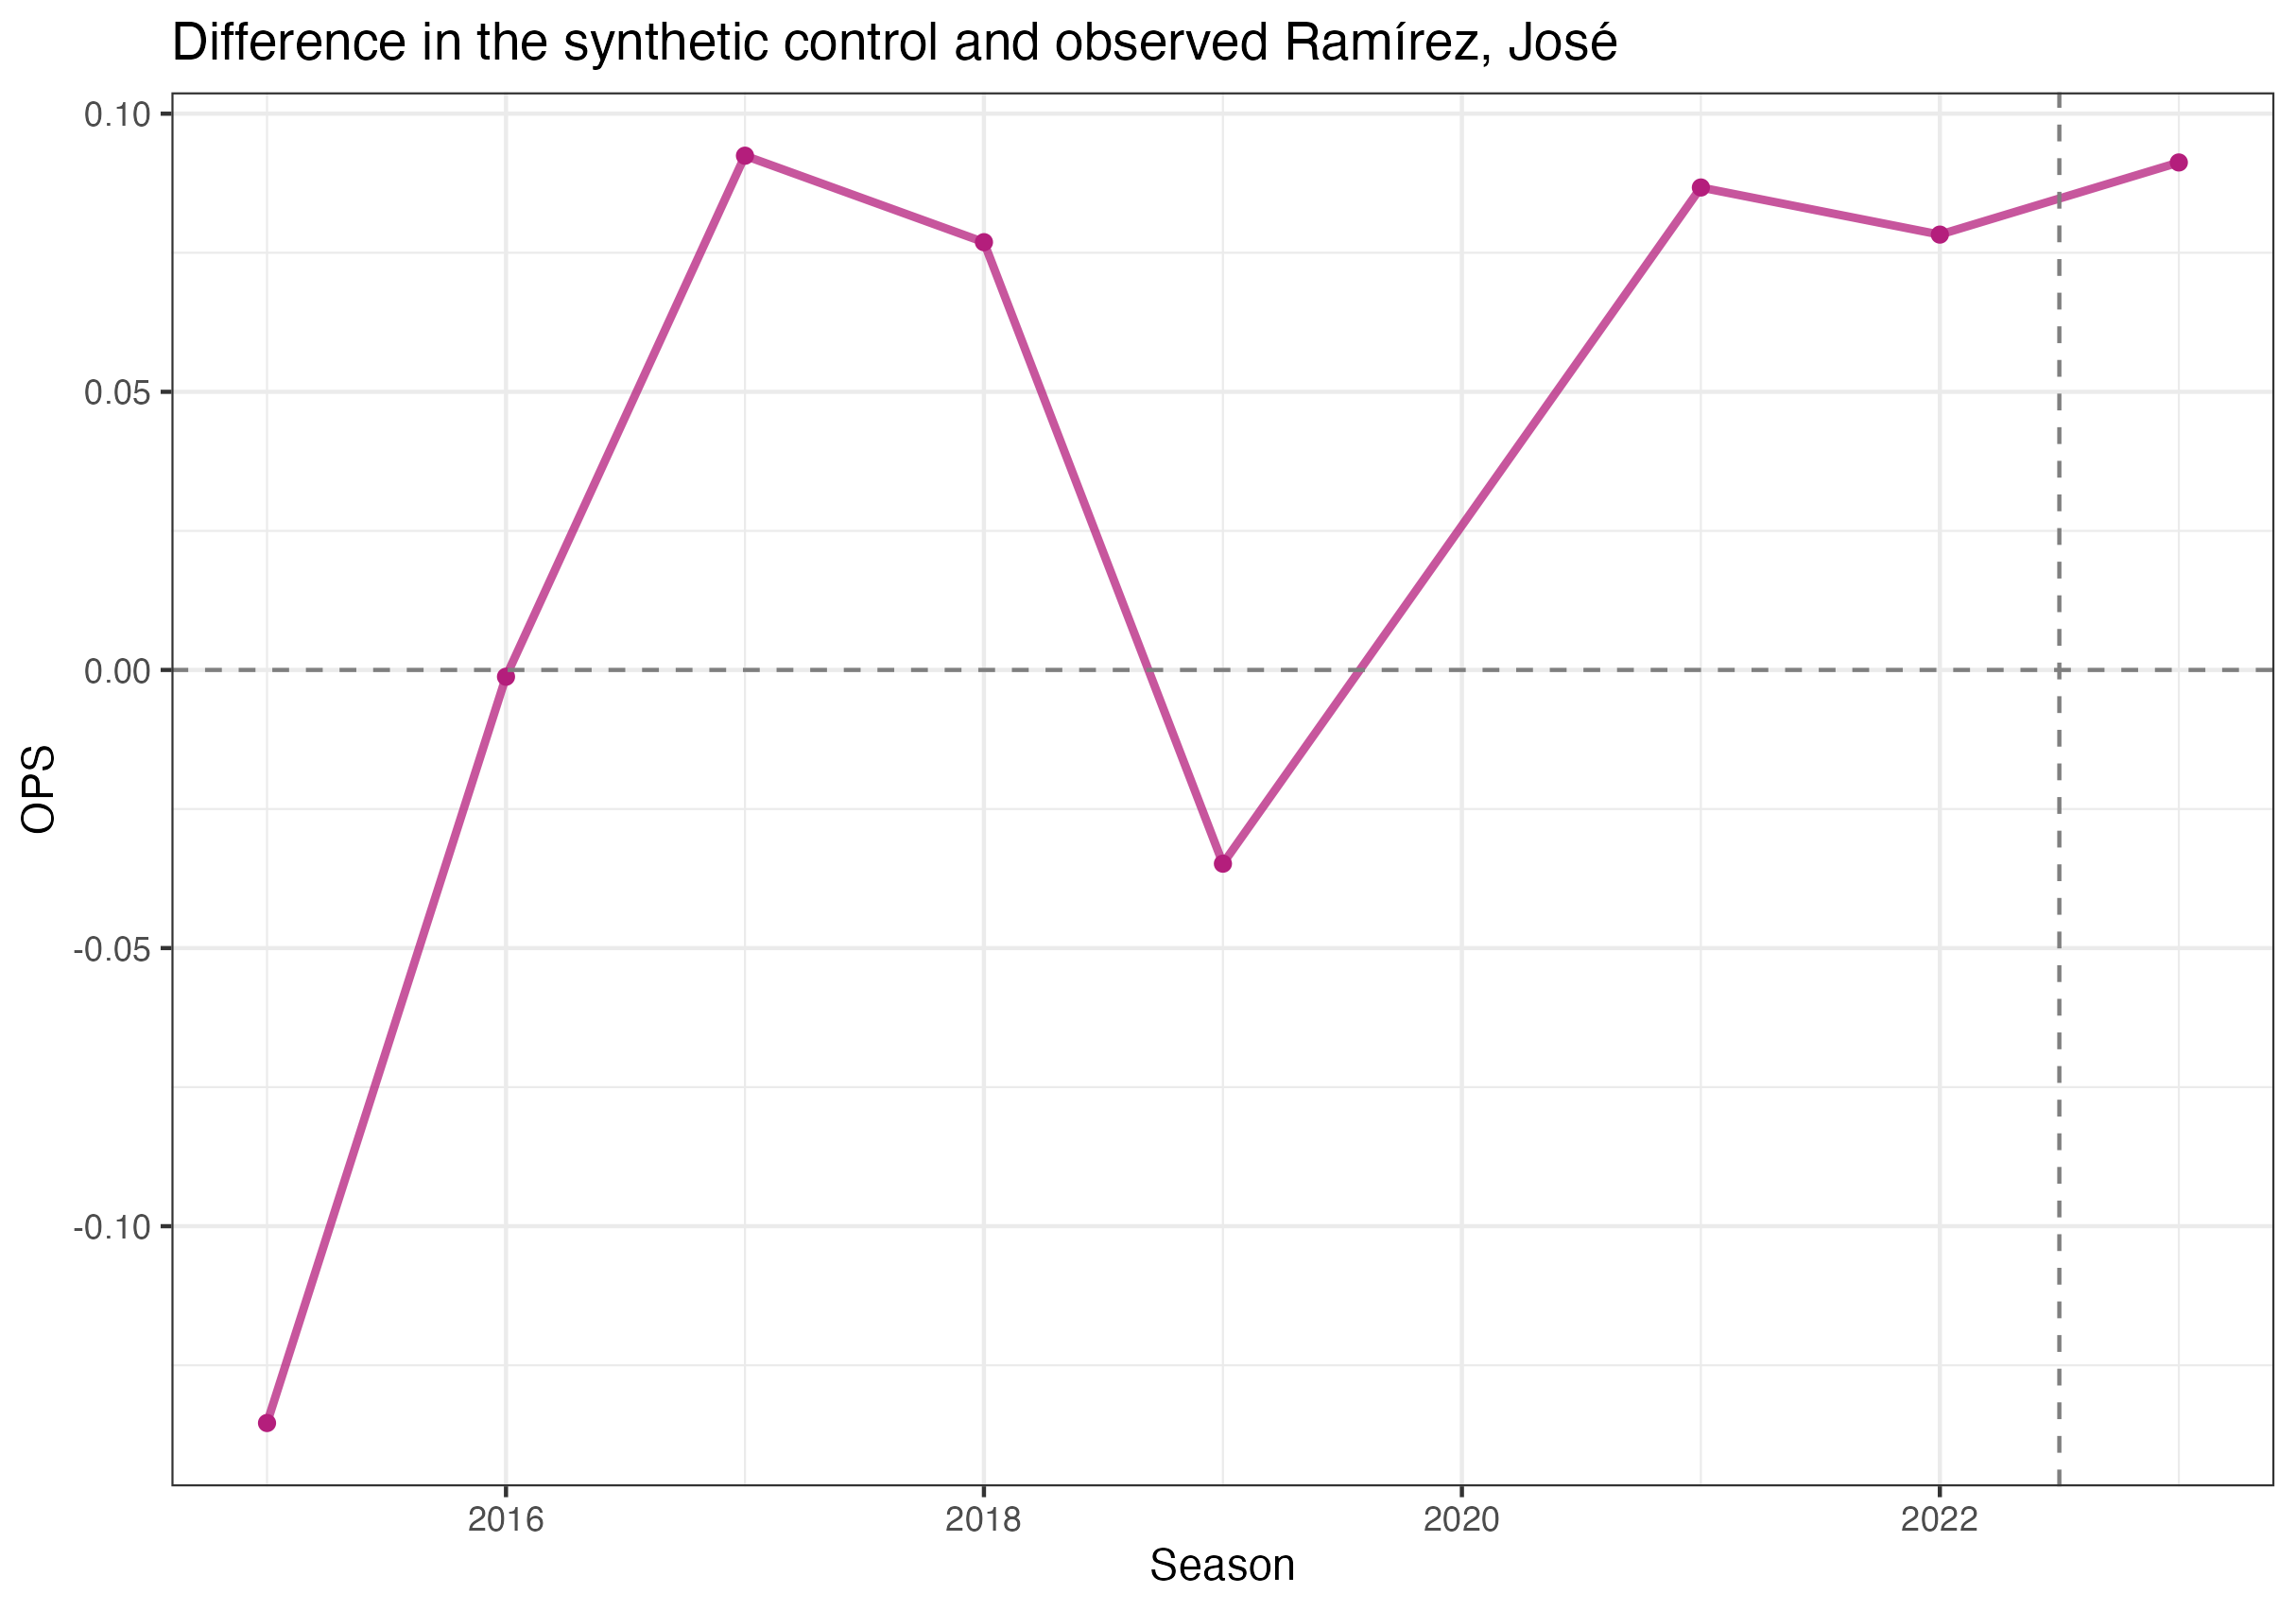 Difference in the synthetic control and observed Ramírez, José
OPS
0.10
0.05
0.00
-0.05
-0.10
2016 2018 2020 2022
Season